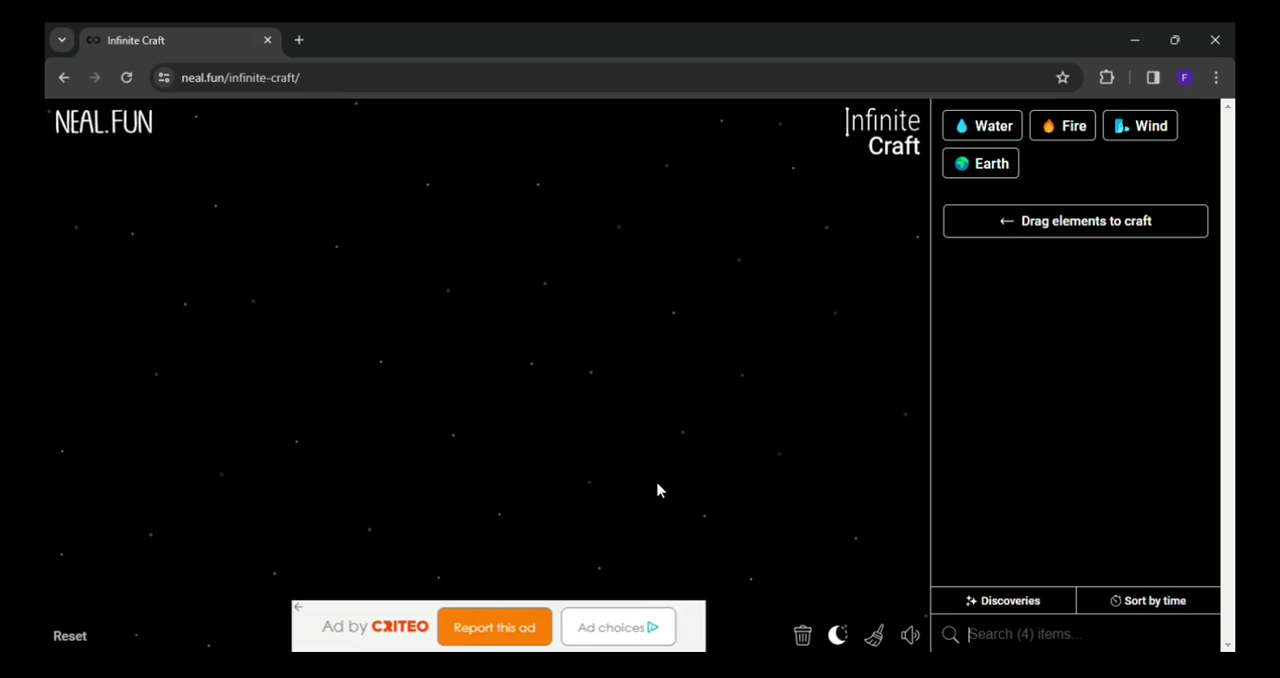 Infinite Craft
neal.fun/infinite-craft/
F
NEAL.FUN
Infinite
Craft
Water
Fire
Wind
Earth
← Drag elements to craft
Discoveries
Sort by time
Search (4) items...
Reset
Ad by CRITEO
Report this ad
Ad choices